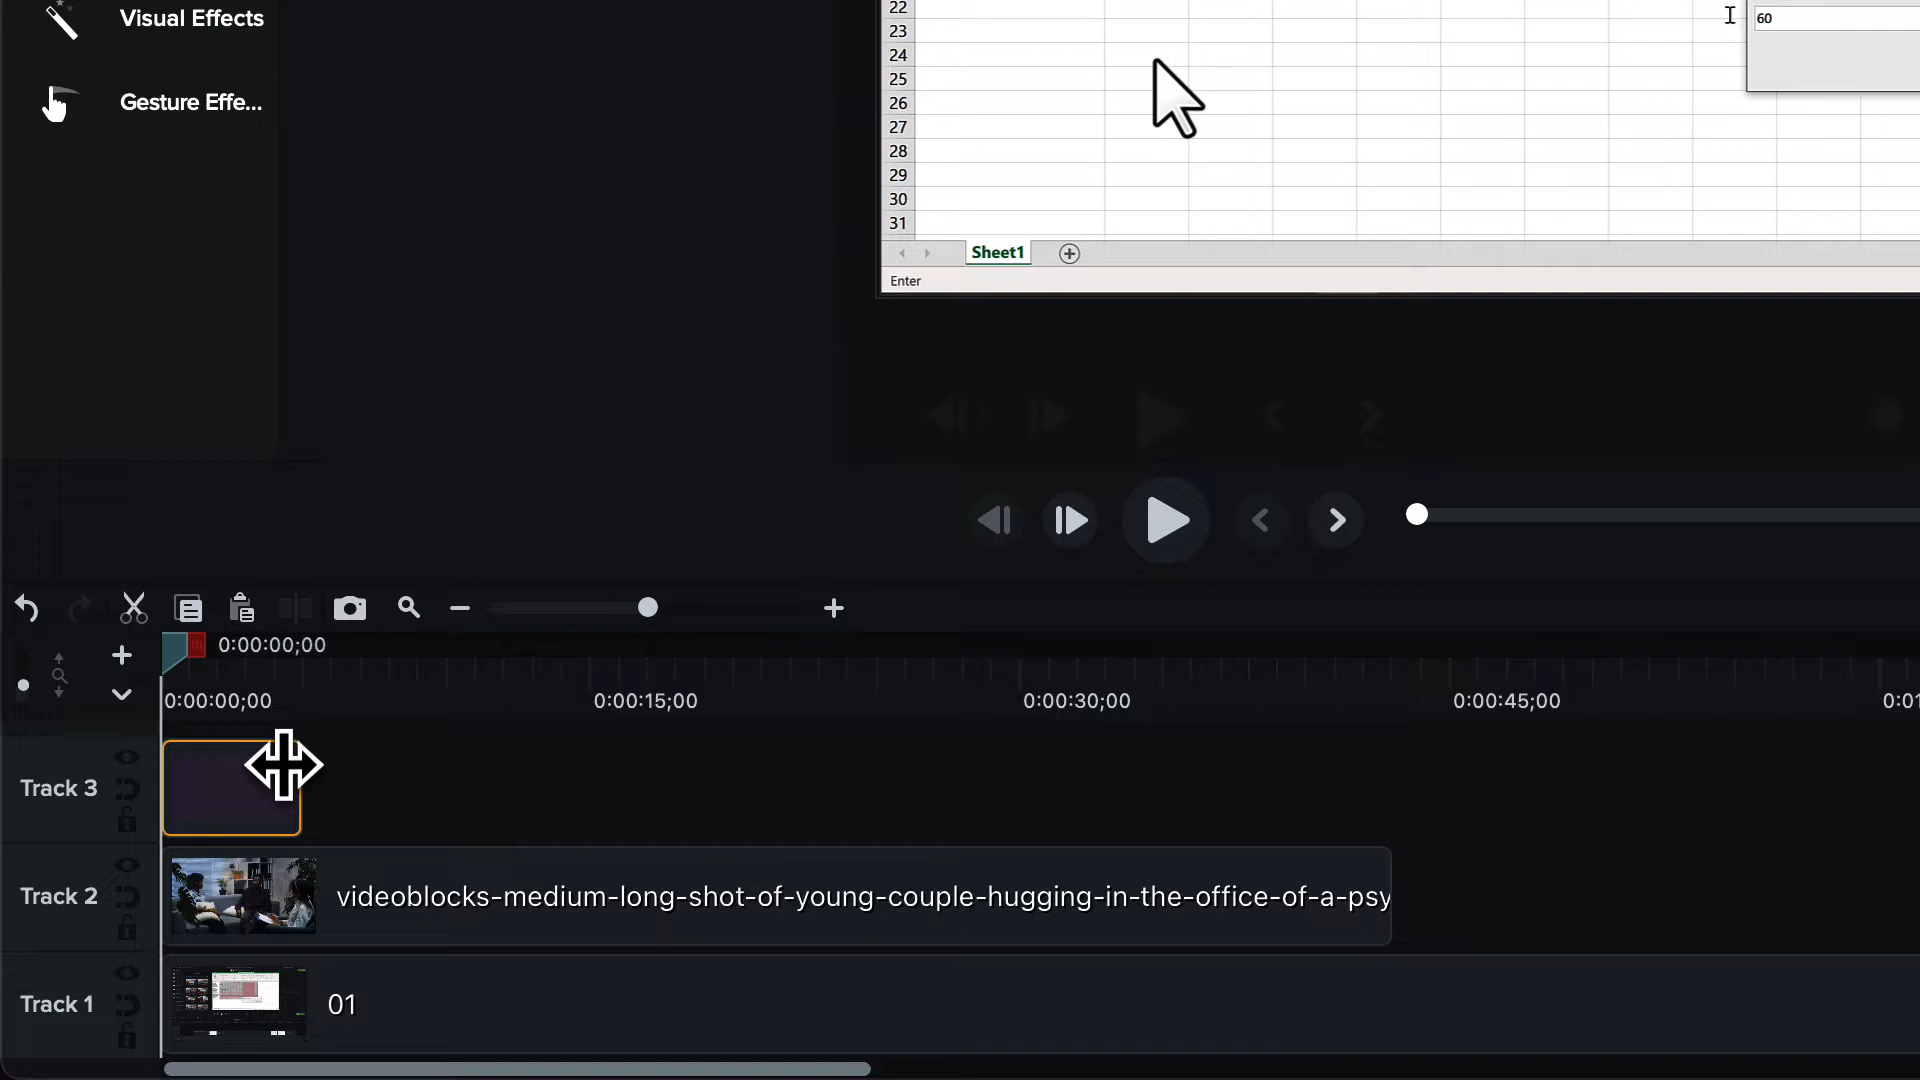 Visual Effects
Gesture Effe...
22
23
24
25
26
27
28
29
30
31
60
Sheet1
Enter
0:00:00;00
0:00:00;00
0:00:15;00
0:00:30;00
0:00:45;00
0:01
Track 3
Track 2
videoblocks-medium-long-shot-of-young-couple-hugging-in-the-office-of-a-psy
Track 1
01